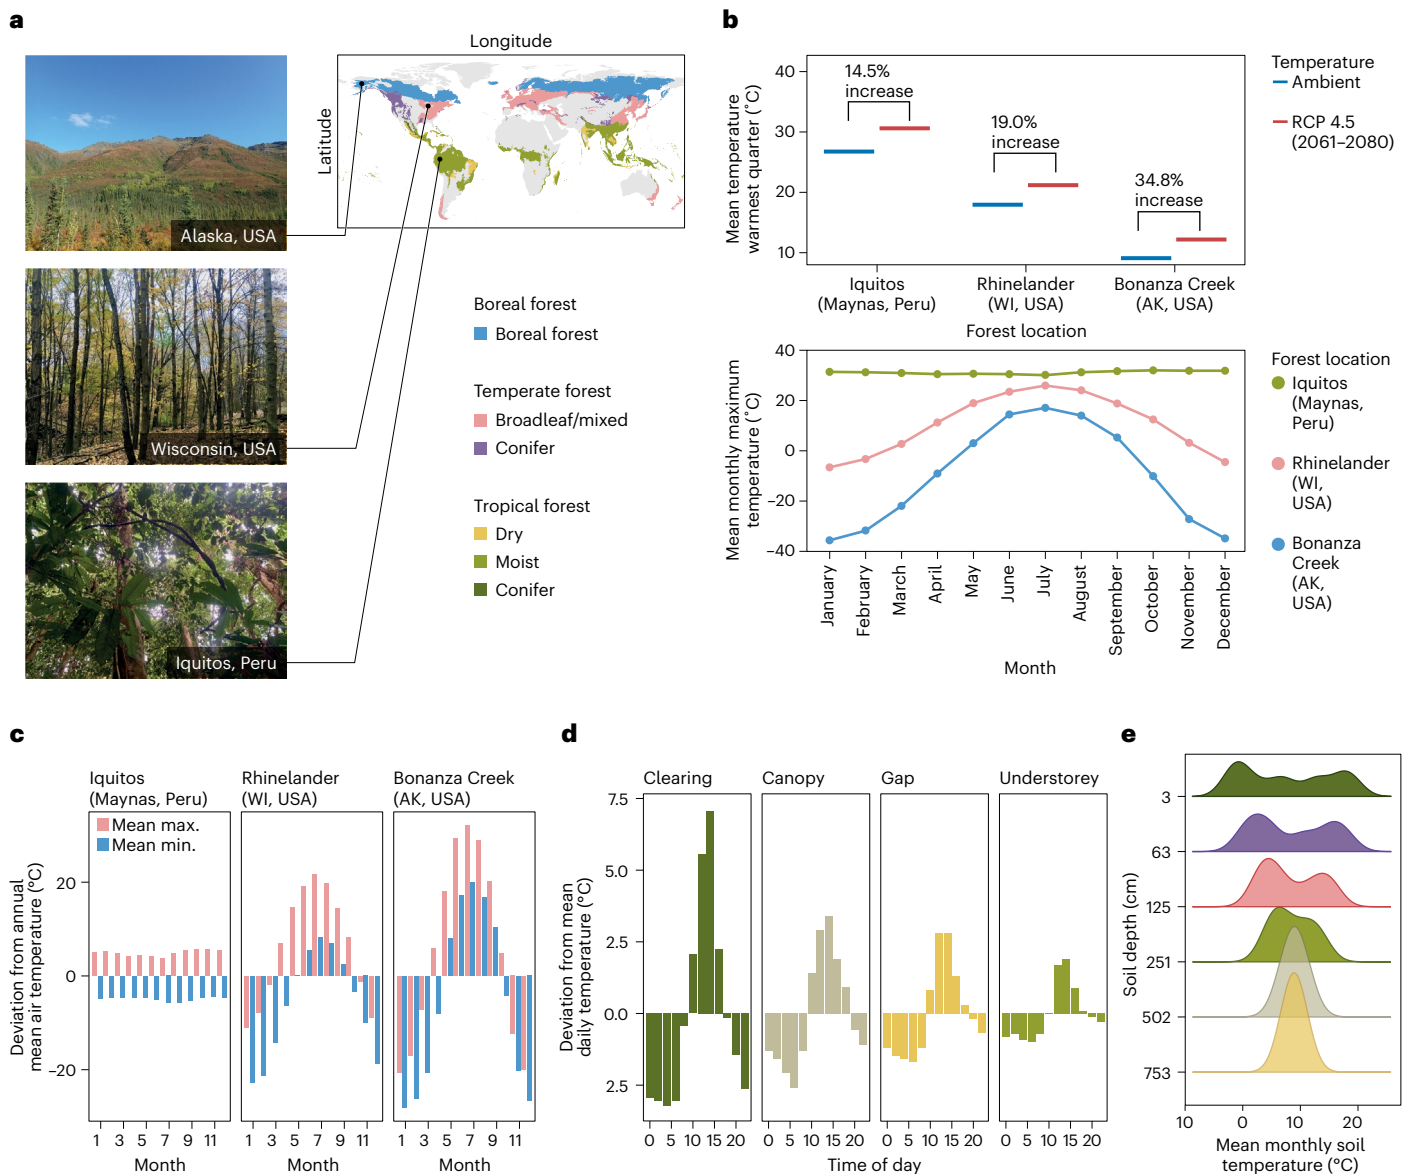 a
Longitude
Latitude
Alaska, USA
Wisconsin, USA
Iquitos, Peru
Boreal forest
Boreal forest
Temperate forest
Broadleaf/mixed
Conifer
Tropical forest
Dry
Moist
Conifer
b
Mean temperature
warmest quarter (˚C)
40
30
20
10
14.5%
increase
19.0%
increase
34.8%
increase
Iquitos
(Maynas, Peru)
Rhinelander
(WI, USA)
Bonanza Creek
(AK, USA)
Forest location
Temperature
Ambient
RCP 4.5
(2061–2080)
Mean monthly maximum
temperature (˚C)
40
20
0
–20
–40
January
February
March
April
May
June
July
August
September
October
November
December
Month
Forest location
Iquitos
(Maynas,
Peru)
Rhinelander
(WI,
USA)
Bonanza
Creek
(AK,
USA)
c
Deviation from annual
mean air temperature (°C)
20
0
–20
Iquitos
(Maynas, Peru)
Mean max.
Mean min.
1 3 5 7 9 11
Month
Rhinelander
(WI, USA)
1 3 5 7 9 11
Month
Bonanza Creek
(AK, USA)
1 3 5 7 9 11
Month
d
Deviation from mean
daily temperature (°C)
7.5
5.0
2.5
0.0
2.5
Clearing
Canopy
Gap
Understorey
0 5 10 15 20
0 5 10 15 20
0 5 10 15 20
0 5 10 15 20
Time of day
e
Soil depth (cm)
3
63
125
251
502
753
10 0 10 20
Mean monthly soil
temperature (°C)